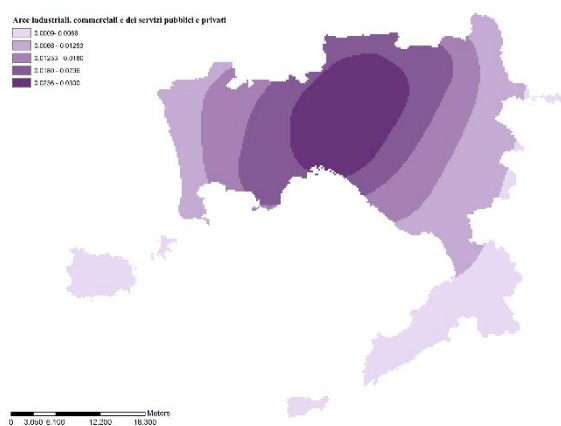 Aree industriali, commerciali e dei servizi pubblici e privati
0.0009 - 0.0068
0.0068 - 0.01253
0.01253 - 0.0180
0.0180 - 0.0236
0.0236 - 0.0300
Meters
0 3.050 6.100 12.200 18.300